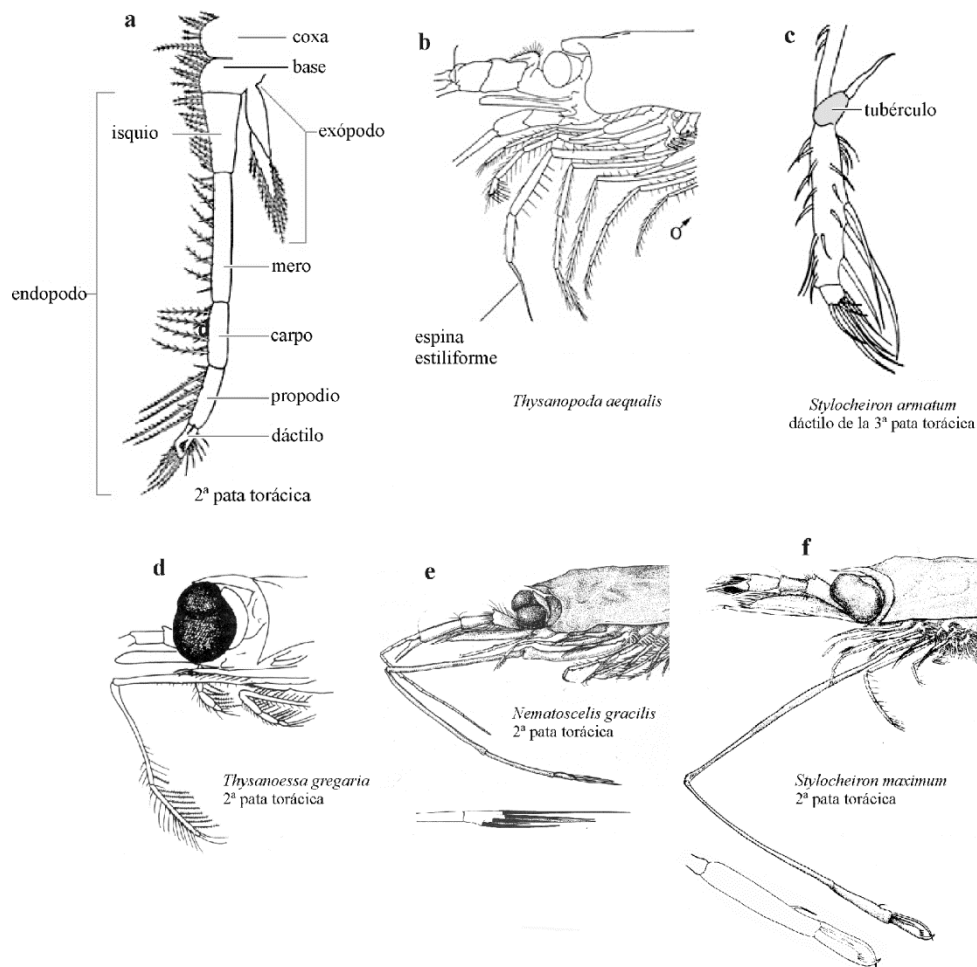 a
coxa
base
isquio
exópodo
mero
endopodo
carpo
propodio
dáctilo
2ª pata torácica
b
♂
espina
estiliforme
Thysanopoda aequalis
c
tubérculo
Stylocheiron armatum
dáctilo de la 3ª pata torácica
d
Thysanoessa gregaria
2ª pata torácica
e
Nematoscelis gracilis
2ª pata torácica
f
Stylocheiron maximum
2ª pata torácica